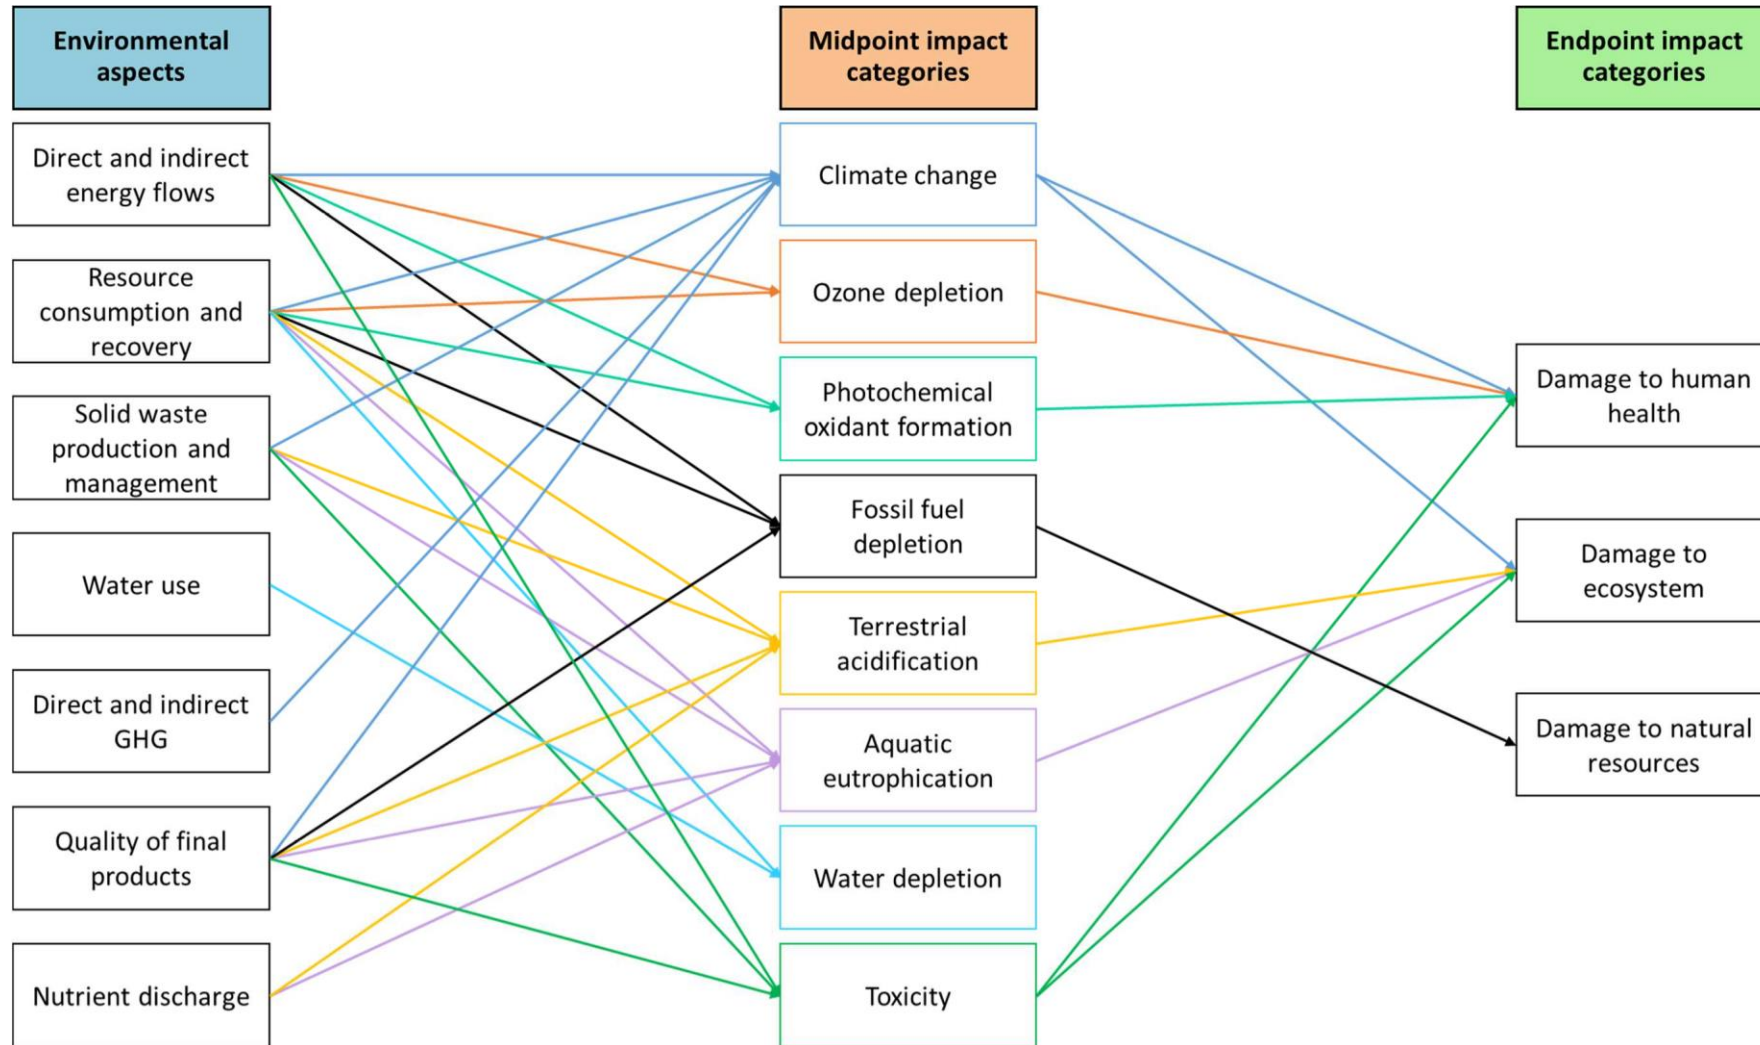 Environmental
aspects
Direct and indirect
energy flows
Resource
consumption and
recovery
Solid waste
production and
management
Water use
Direct and indirect
GHG
Quality of final
products
Nutrient discharge
Midpoint impact
categories
Climate change
Ozone depletion
Photochemical
oxidant formation
Fossil fuel
depletion
Terrestrial
acidification
Aquatic
eutrophication
Water depletion
Toxicity
Endpoint impact
categories
Damage to human
health
Damage to
ecosystem
Damage to natural
resources